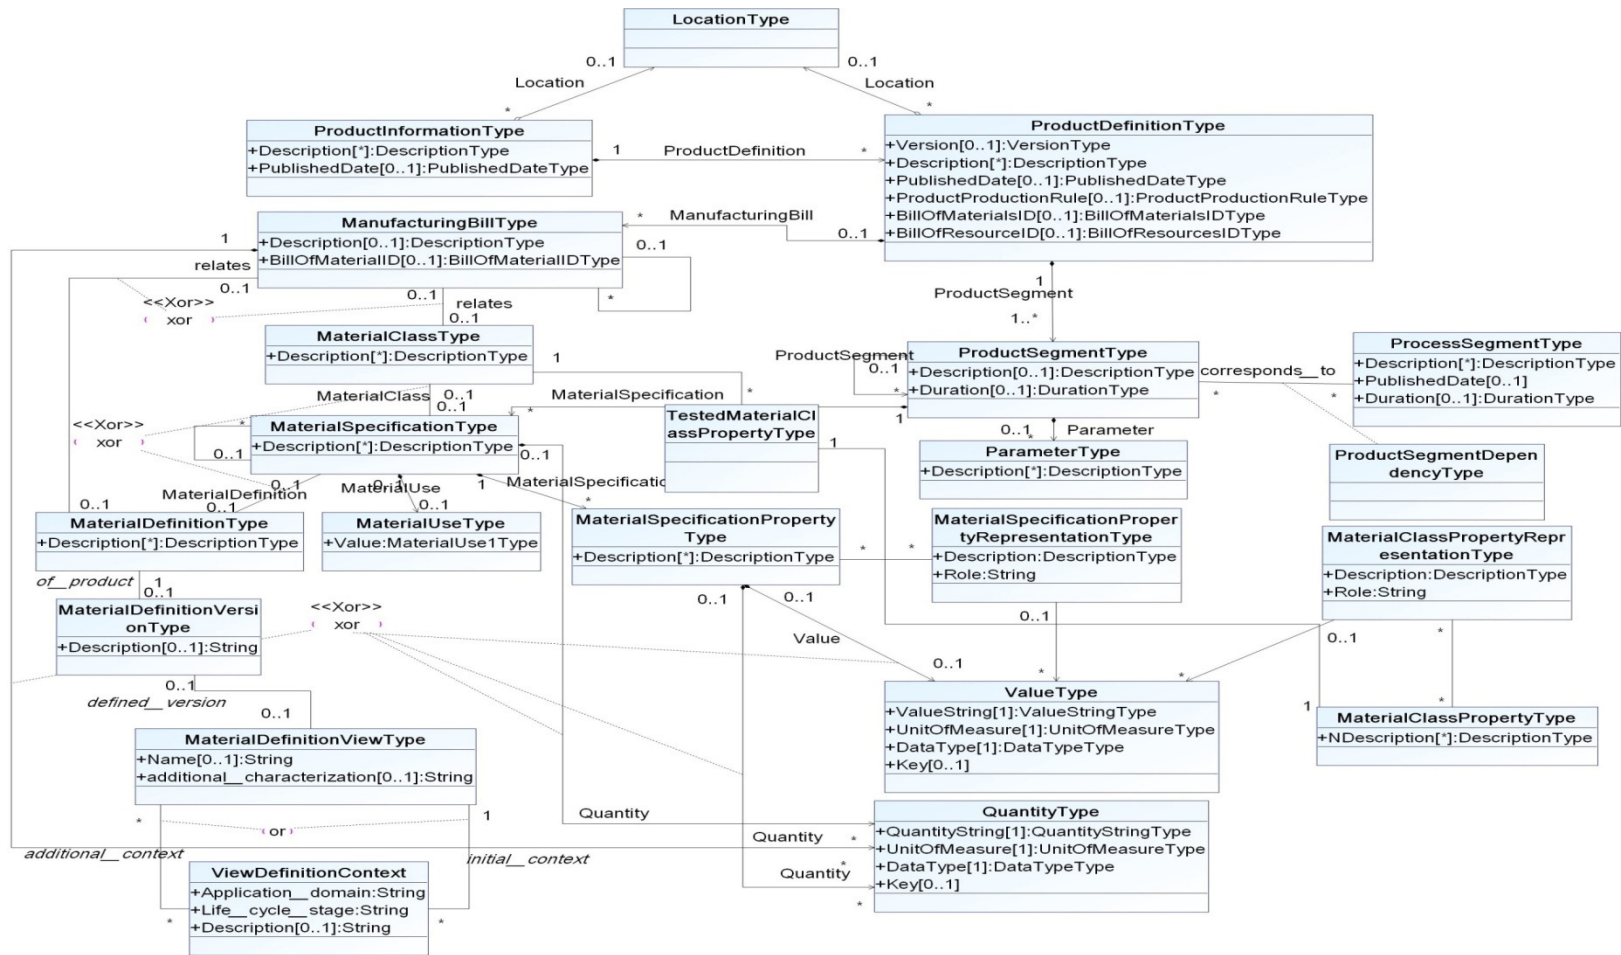 LocationType
0..1
0..1
Location
Location
*
*
ProductInformationType
+Description[*]:DescriptionType
+PublishedDate[0..1]:PublishedDateType
1
ProductDefinition
*
ProductDefinitionType
+Version[0..1]:VersionType
+Description[*]:DescriptionType
+PublishedDate[0..1]:PublishedDateType
+ProductProductionRule[0..1]:ProductProductionRuleType
+BillOfMaterialsID[0..1]:BillOfMaterialsIDType
+BillOfResourceID[0..1]:BillOfResourcesIDType
ManufacturingBillType
+Description[0..1]:DescriptionType
+BillOfMaterialID[0..1]:BillOfMaterialIDType
*
ManufacturingBill
0..1
0..1
*
1
relates
0..1
<<Xor>>
xor
0..1
relates
0..1
1
ProductSegment
1..*
MaterialClassType
+Description[*]:DescriptionType
1
*
ProductSegment
0..1
*
ProductSegmentType
+Description[0..1]:DescriptionType
+Duration[0..1]:DurationType
corresponds__to
*
*
ProcessSegmentType
+Description[*]:DescriptionType
+PublishedDate[0..1]
+Duration[0..1]:DurationType
MaterialClass
0..1
0..1
MaterialSpecification
*
1
<<Xor>>
xor
*
0..1
MaterialSpecificationType
+Description[*]:DescriptionType
0..1
TestedMaterialCl
assPropertyType
1
0..1
Parameter
*
ParameterType
+Description[*]:DescriptionType
ProductSegmentDepen
dencyType
0..1
MaterialDefinition
0..1
0..1
MaterialUse
0..1
1
MaterialSpecification
*
0..1
MaterialDefinitionType
+Description[*]:DescriptionType
MaterialUseType
+Value:MaterialUse1Type
MaterialSpecificationProperty
Type
+Description[*]:DescriptionType
*
*
MaterialSpecificationPrope
rtyRepresentationType
+Description:DescriptionType
+Role:String
MaterialClassPropertyRepr
esentationType
+Description:DescriptionType
+Role:String
of__product
0..1
0..1
MaterialDefinitionVersi
onType
+Description[0..1]:String
<<Xor>>
xor
0..1
0..1
Value
0..1
0..1
*
0..1
*
*
*
0..1
defined__version
0..1
ValueType
+ValueString[1]:ValueStringType
+UnitOfMeasure[1]:UnitOfMeasureType
+DataType[1]:DataTypeType
+Key[0..1]
1
MaterialClassPropertyType
+NDescription[*]:DescriptionType
MaterialDefinitionViewType
+Name[0..1]:String
+additional__characterization[0..1]:String
*
or
1
additional__context
initial__context
Quantity
Quantity
*
*
Quantity
*
QuantityType
+QuantityString[1]:QuantityStringType
+UnitOfMeasure[1]:UnitOfMeasureType
+DataType[1]:DataTypeType
+Key[0..1]
ViewDefinitionContext
+Application__domain:String
+Life__cycle__stage:String
+Description[0..1]:String
*
*